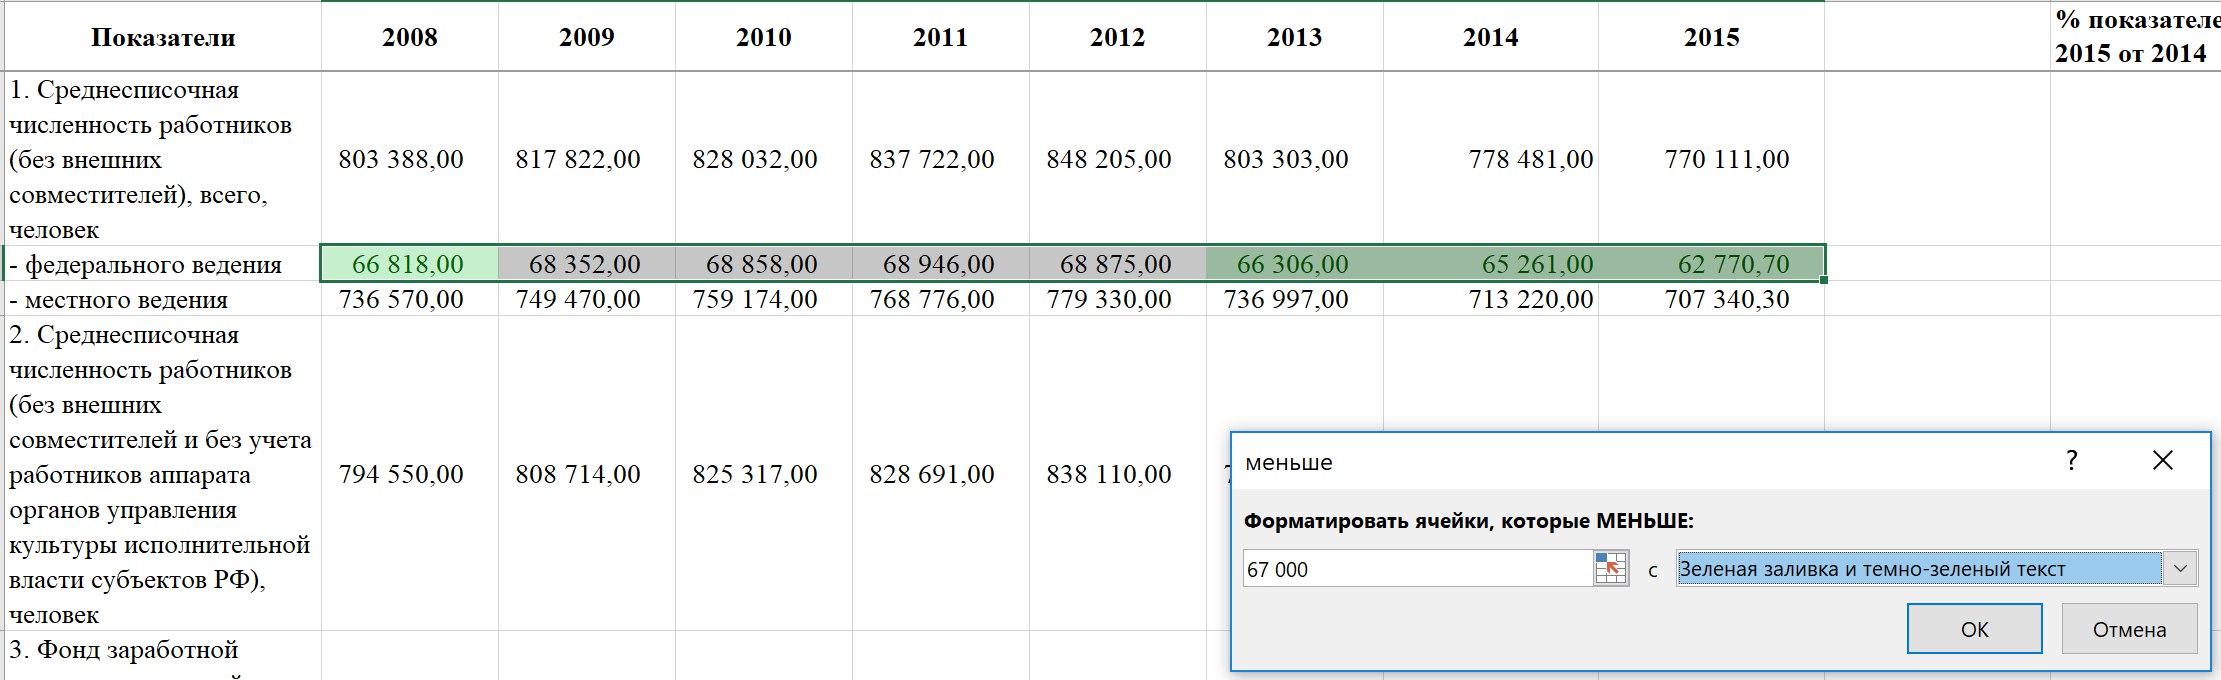 Показатели 2008 2009 2010 2011 2012 2013 2014 2015 % показателе
2015 от 2014
1. Среднесписочная
численность работников
(без внешних
совместителей), всего,
человек
803 388,00 817 822,00 828 032,00 837 722,00 848 205,00 803 303,00 778 481,00 770 111,00
- федерального ведения 66 818,00 68 352,00 68 858,00 68 946,00 68 875,00 66 306,00 65 261,00 62 770,70
- местного ведения 736 570,00 749 470,00 759 174,00 768 776,00 779 330,00 736 997,00 713 220,00 707 340,30
2. Среднесписочная
численность работников
(без внешних
совместителей и без учета
работников аппарата
органов управления
культуры исполнительной
власти субъектов РФ),
человек
794 550,00 808 714,00 825 317,00 828 691,00 838 110,00
3. Фонд заработной
меньше ?
Форматировать ячейки, которые МЕНЬШЕ:
67 000 с Зеленая заливка и темно-зеленый текст
ОК Отмена